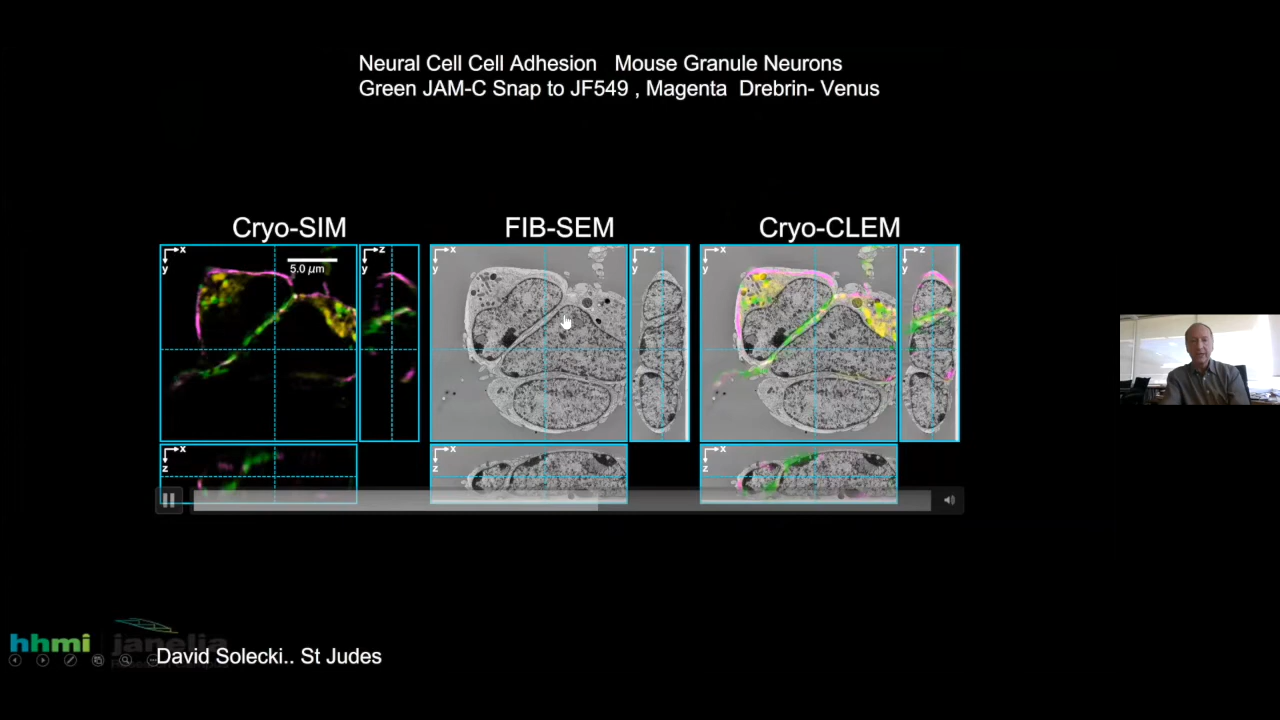 Neural Cell Cell Adhesion   Mouse Granule Neurons
Green JAM-C Snap to JF549 , Magenta  Drebrin- Venus
Cryo-SIM
FIB-SEM
Cryo-CLEM
x
z
x
z
x
z
y
5.0 µm
y
y
y
y
y
x
x
x
z
z
z
hhmi janelia
David Solecki.. St Judes